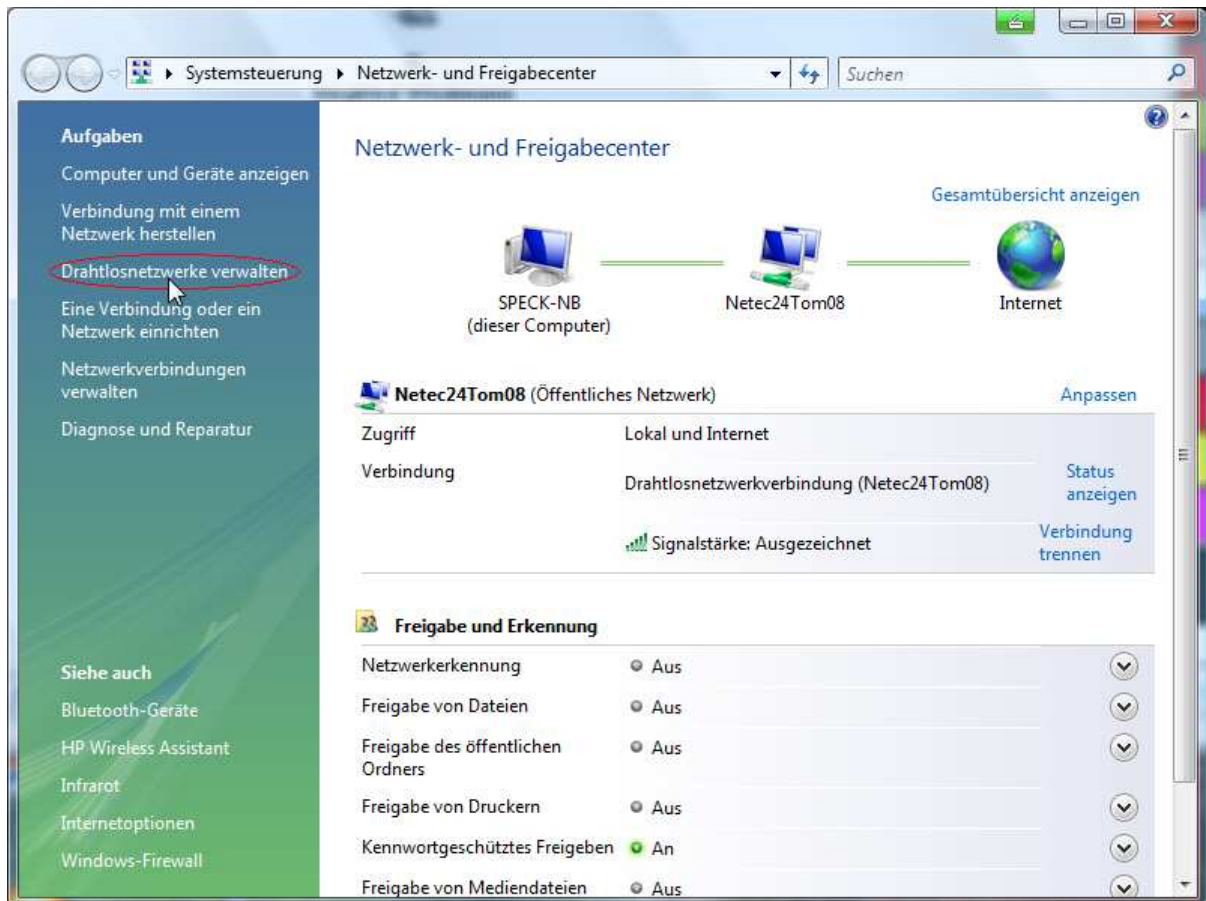 Systemsteuerung
Netzwerk- und Freigabecenter
Suchen
Aufgaben
Computer und Geräte anzeigen
Verbindung mit einem
Netzwerk herstellen
Drahtlosnetzwerke verwalten
Eine Verbindung oder ein
Netzwerk einrichten
Netzwerkverbindungen
verwalten
Diagnose und Reparatur
Siehe auch
Bluetooth-Geräte
HP Wireless Assistant
Infrarot
Internetoptionen
Windows-Firewall
Netzwerk- und Freigabecenter
Gesamtübersicht anzeigen
SPECK-NB
(dieser Computer)
Netec24Tom08
Internet
Netec24Tom08 (Öffentliches Netzwerk)
Anpassen
Zugriff
Lokal und Internet
Verbindung
Drahtlosnetzwerkverbindung (Netec24Tom08)
Status
anzeigen
Signalstärke: Ausgezeichnet
Verbindung
trennen
Freigabe und Erkennung
Netzwerkerkennung
Aus
Freigabe von Dateien
Aus
Freigabe des öffentlichen
Ordners
Aus
Freigabe von Druckern
Aus
Kennwortgeschütztes Freigeben
An
Freigabe von Mediendateien
Aus